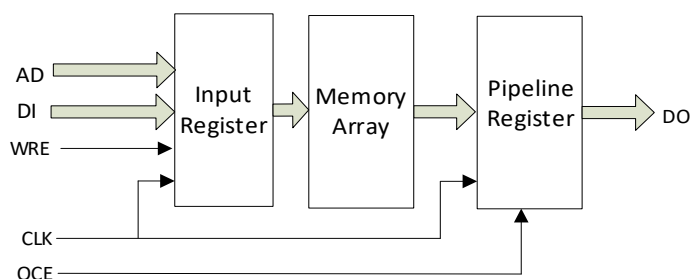 AD
DI
WRE
CLK
OCE
Input
Register
Memory
Array
Pipeline
Register
DO